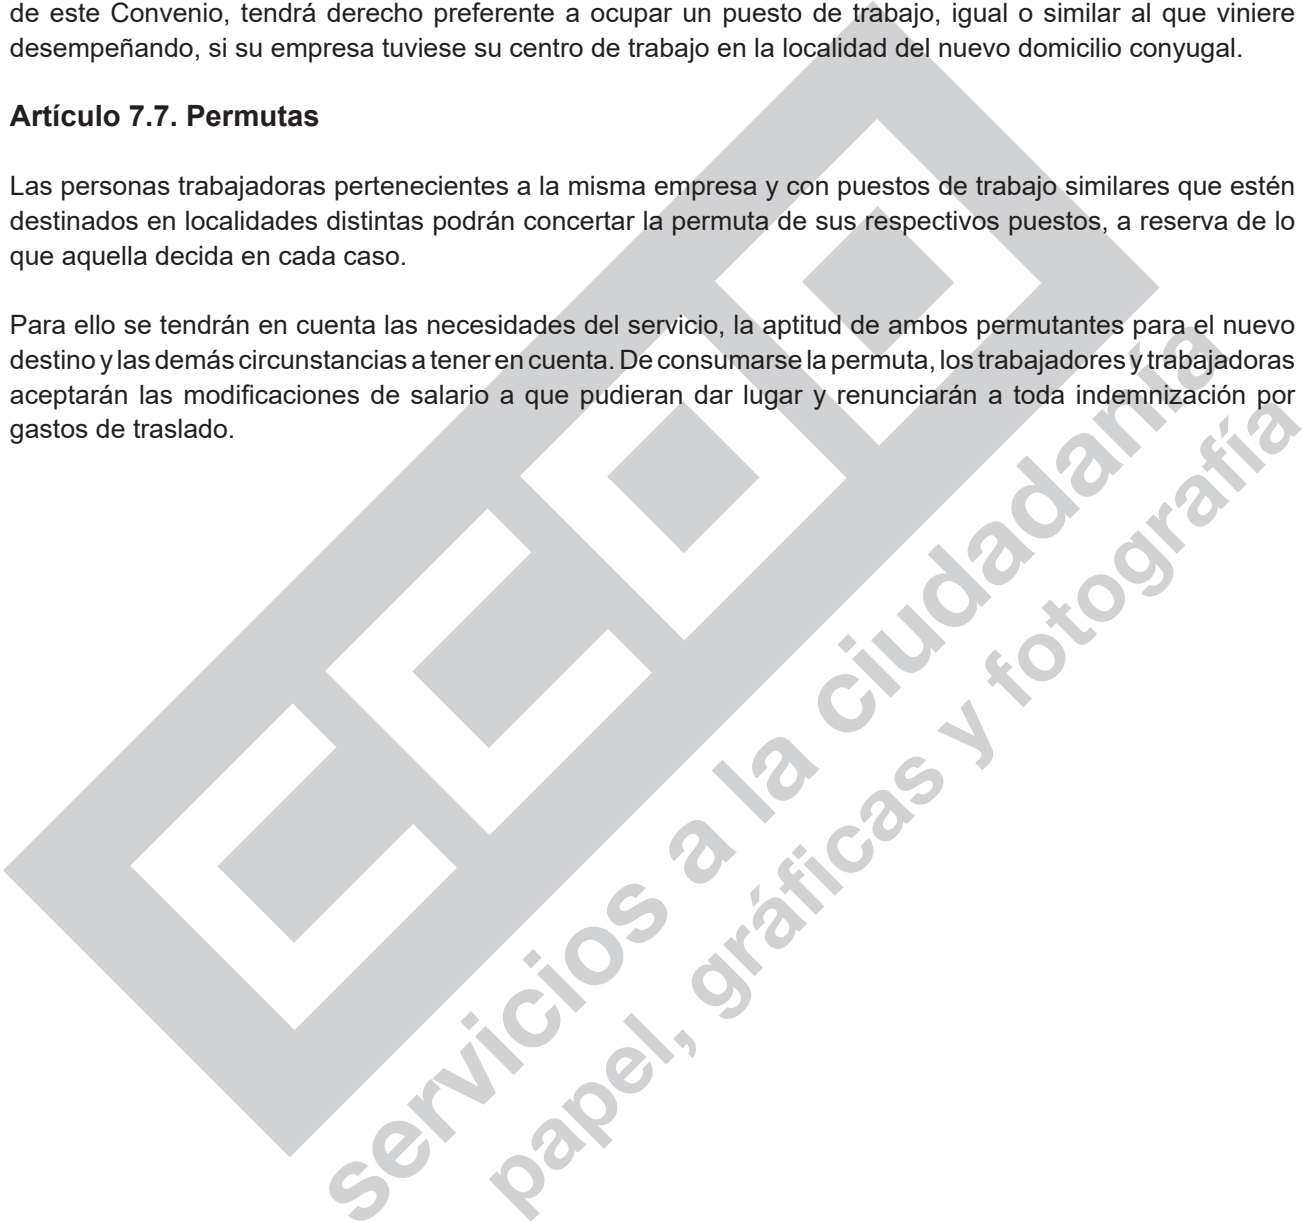 de este Convenio, tendrá derecho preferente a ocupar un puesto de trabajo, igual o similar al que viniere
desempeñando, si su empresa tuviese su centro de trabajo en la localidad del nuevo domicilio conyugal.
Artículo 7.7. Permutas
Las personas trabajadoras pertenecientes a la misma empresa y con puestos de trabajo similares que estén
destinados en localidades distintas podrán concertar la permuta de sus respectivos puestos, a reserva de lo
que aquella decida en cada caso.
Para ello se tendrán en cuenta las necesidades del servicio, la aptitud de ambos permutantes para el nuevo
destino y las demás circunstancias a tener en cuenta. De consumarse la permuta, los trabajadores y trabajadoras
aceptarán las modificaciones de salario a que pudieran dar lugar y renunciarán a toda indemnización por
gastos de traslado.
CCOO
servicios a la ciudadanía
papel, gráficas y fotografía